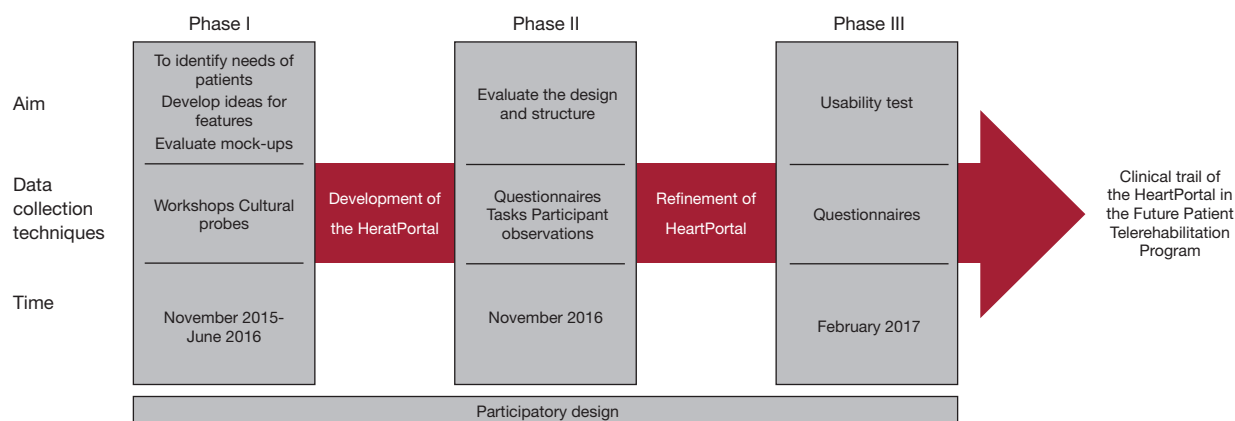 Phase I
Phase II
Phase III
Aim
To identify needs of
patients
Develop ideas for
features
Evaluate mock-ups
Evaluate the design
and structure
Usability test
Data
collection
techniques
Workshops Cultural
probes
Development of
the HeratPortal
Questionnaires
Tasks Participant
observations
Refinement of
HeartPortal
Questionnaires
Clinical trail of
the HeartPortal in
the Future Patient
Telerehabilitation
Program
Time
November 2015-
June 2016
November 2016
February 2017
Participatory design